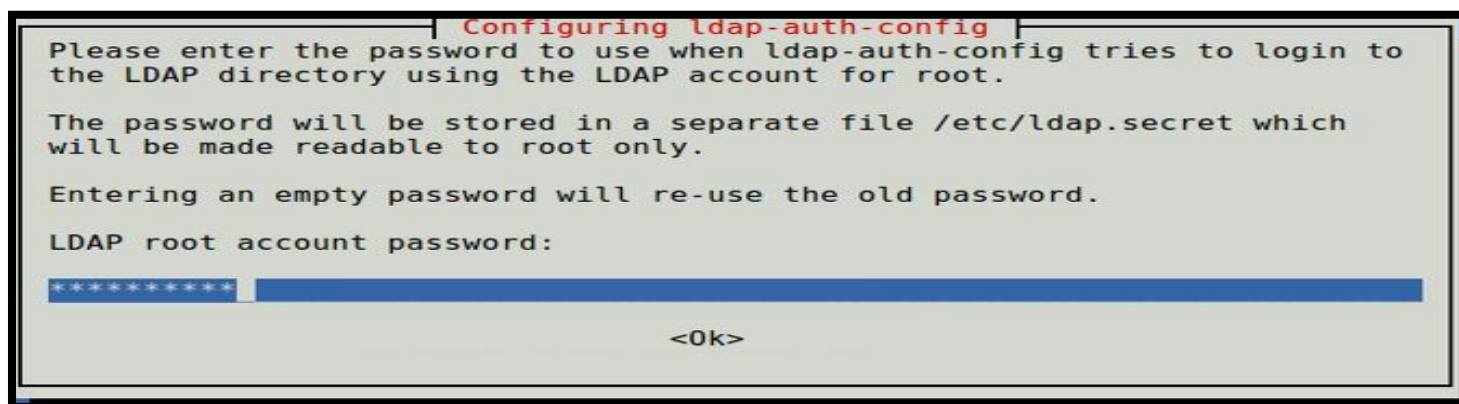 Configuring ldap-auth-config
Please enter the password to use when ldap-auth-config tries to login to
the LDAP directory using the LDAP account for root.
The password will be stored in a separate file /etc/ldap.secret which
will be made readable to root only.
Entering an empty password will re-use the old password.
LDAP root account password:
**********
<Ok>